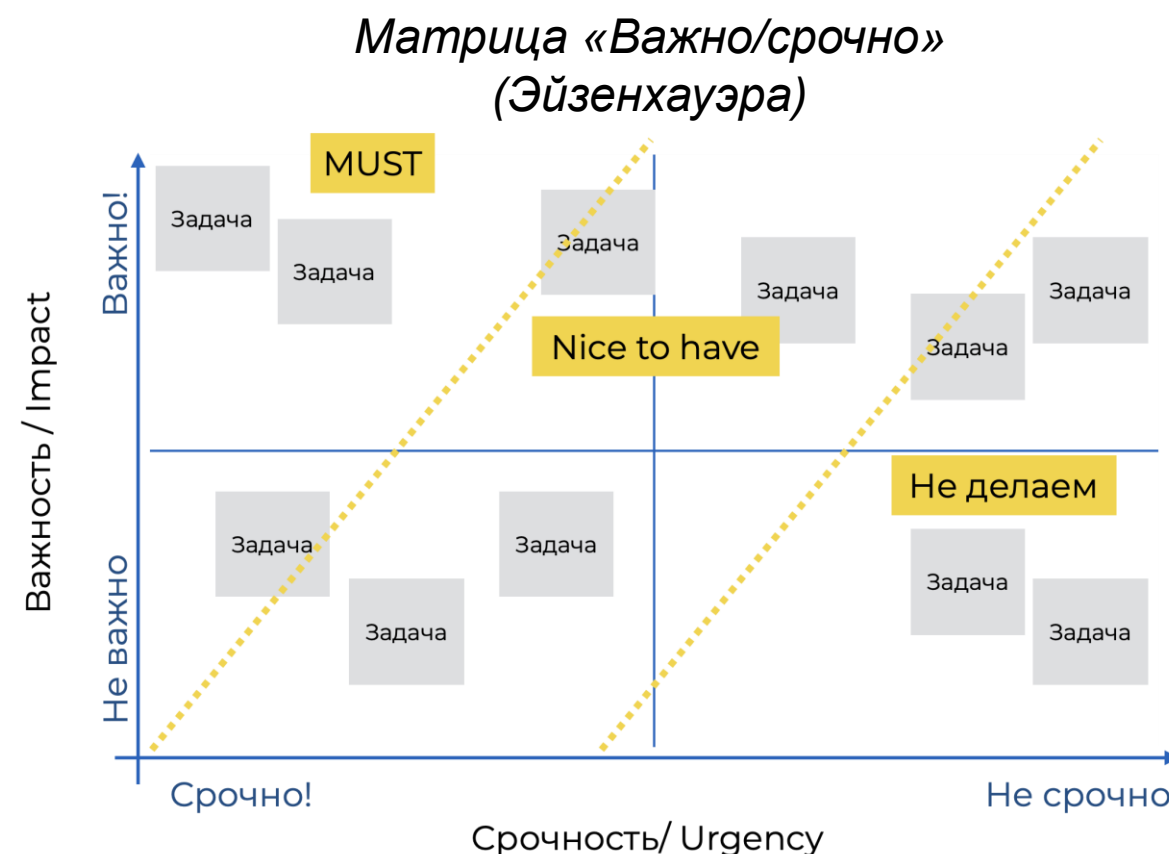 Матрица «Важно/срочно»
(Эйзенхауэра)
MUST
Задача
Задача
Задача
Задача
Задача
Задача
Nice to have
Не делаем
Задача
Задача
Задача
Задача
Задача
Важность / Impact
Важно!
Не важно
Срочно!
Не срочно
Срочность/ Urgency